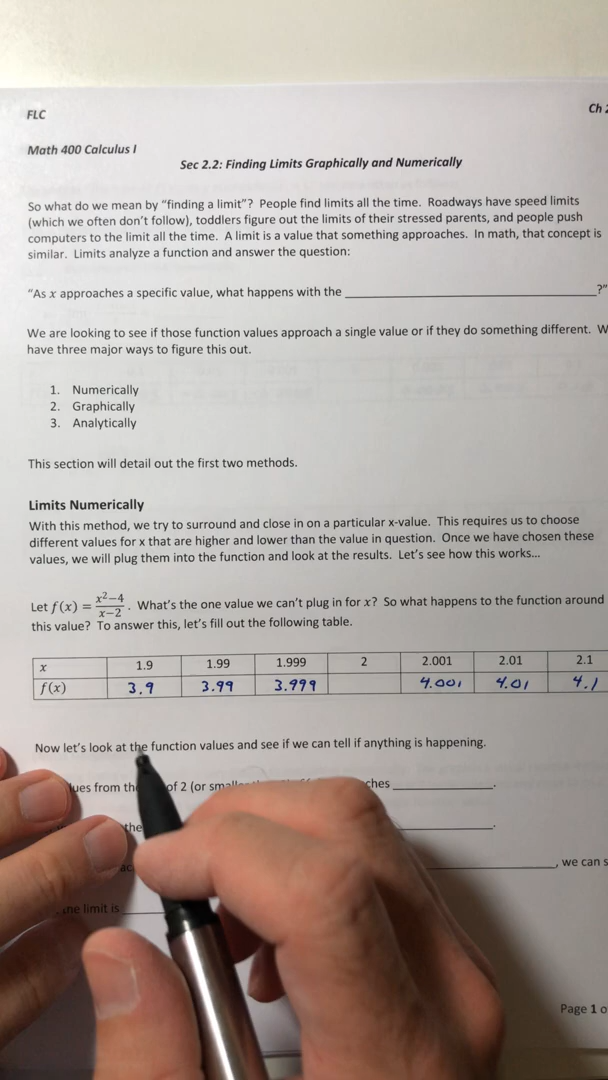 FLC
Ch 2
Math 400 Calculus I
Sec 2.2: Finding Limits Graphically and Numerically
So what do we mean by “finding a limit”? People find limits all the time. Roadways have speed limits
(which we often don’t follow), toddlers figure out the limits of their stressed parents, and people push
computers to the limit all the time. A limit is a value that something approaches. In math, that concept is
similar. Limits analyze a function and answer the question:
“As x approaches a specific value, what happens with the ______________________________?”
We are looking to see if those function values approach a single value or if they do something different. W
have three major ways to figure this out.
1. Numerically
2. Graphically
3. Analytically
This section will detail out the first two methods.
Limits Numerically
With this method, we try to surround and close in on a particular x-value. This requires us to choose
different values for x that are higher and lower than the value in question. Once we have chosen these
values, we will plug them into the function and look at the results. Let’s see how this works...
Let f(x) = x²−4 / x−2 . What’s the one value we can’t plug in for x? So what happens to the function around
this value? To answer this, let’s fill out the following table.
x 1.9 1.99 1.999 2 2.001 2.01 2.1
f(x) 3.9 3.99 3.999 4.001 4.01 4.1
Now let’s look at the function values and see if we can tell if anything is happening.
from of 2 (or ____________.
____________.
____________, we can s
limit is ______
Page 1 o